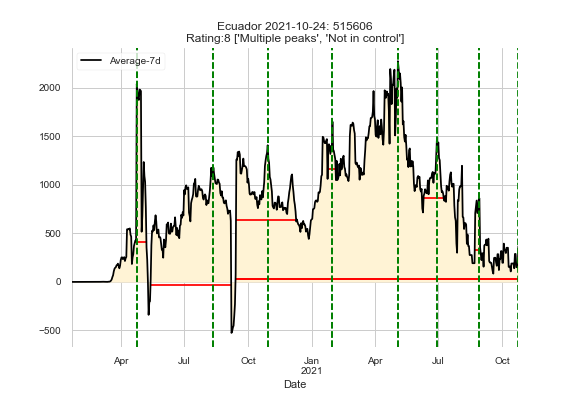 Ecuador 2021-10-24: 515606
Rating:8 ['Multiple peaks', 'Not in control']
Average-7d
2000
1500
1000
500
0
−500
Apr
Jul
Oct
Jan
2021
Apr
Jul
Oct
Date